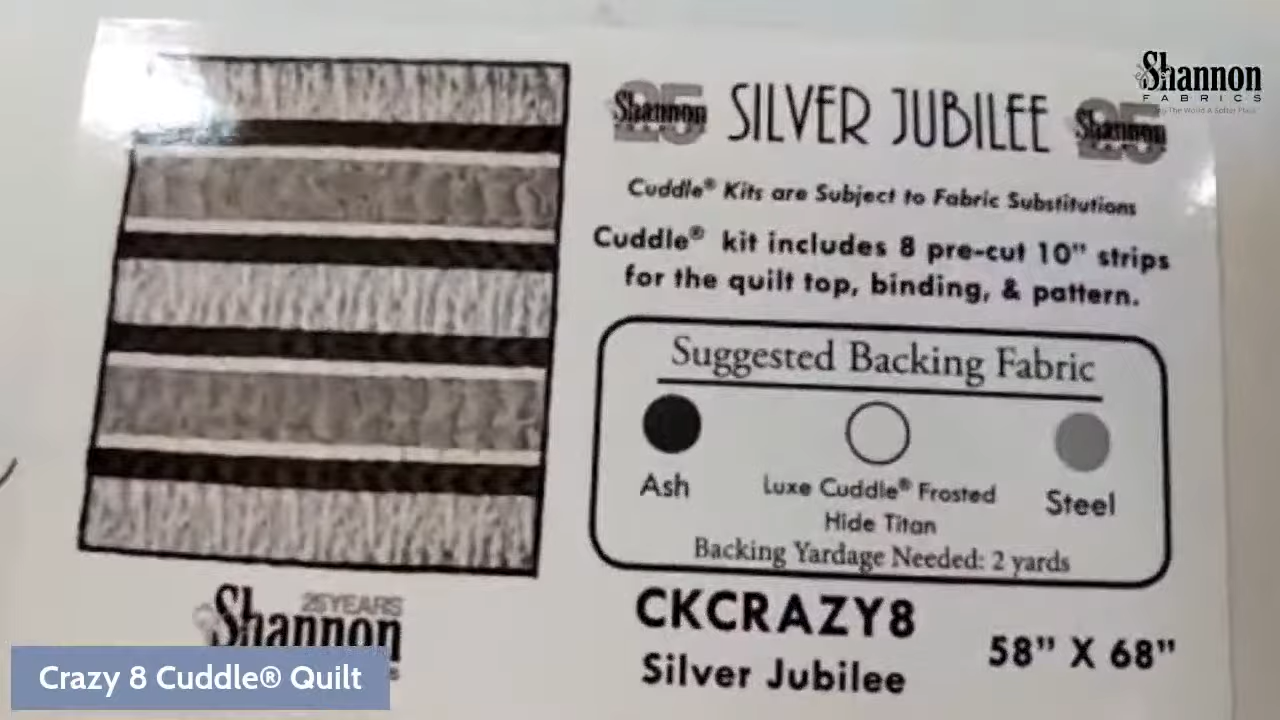 Shannon
FABRICS
Shannon SILVER JUBILEE Shannon
Cuddle® Kits are Subject to Fabric Substitutions
Cuddle® kit includes 8 pre-cut 10" strips
for the quilt top, binding, & pattern.
Suggested Backing Fabric
Ash
Luxe Cuddle® Frosted
Hide Titan
Steel
Backing Yardage Needed: 2 yards
CKCRAZY8
Silver Jubilee
58" X 68"
25 YEARS
Shannon
Crazy 8 Cuddle® Quilt